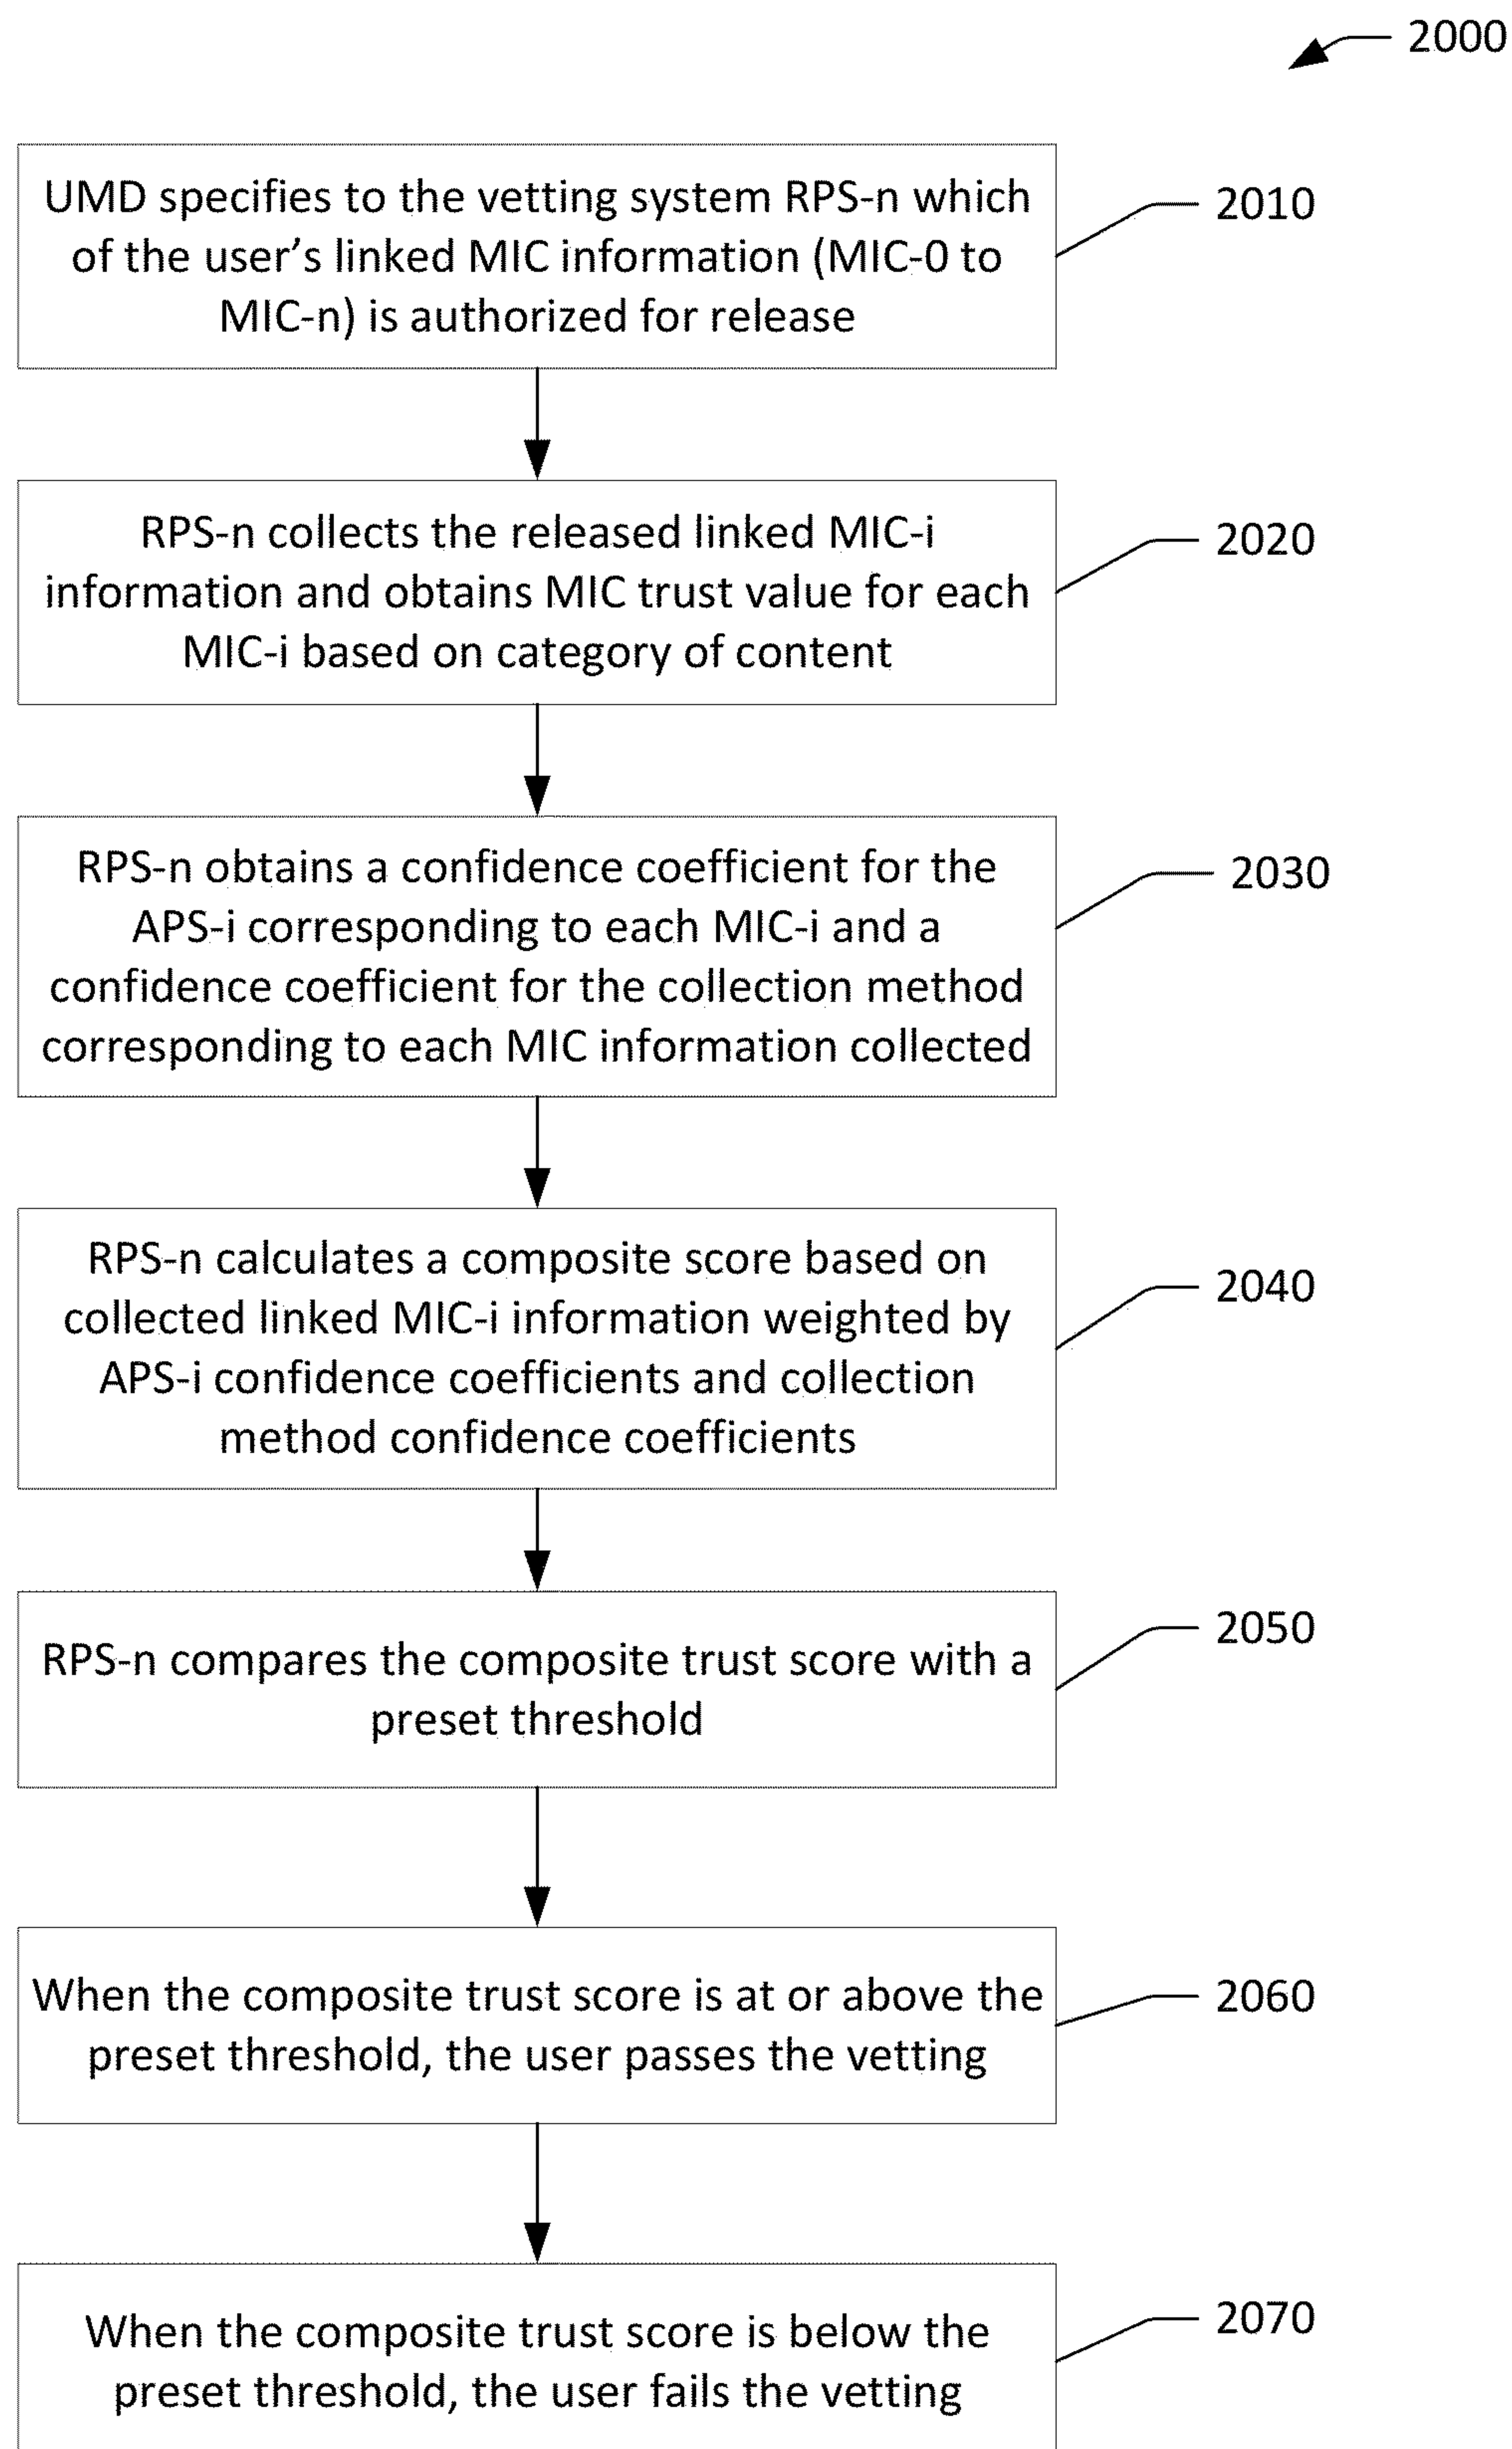 2000
UMD specifies to the vetting system RPS-n which
of the user's linked MIC information (MIC-0 to
MIC-n) is authorized for release
2010
RPS-n collects the released linked MIC-i
information and obtains MIC trust value for each
MIC-i based on category of content
2020
RPS-n obtains a confidence coefficient for the
APS-i corresponding to each MIC-i and a
confidence coefficient for the collection method
corresponding to each MIC information collected
2030
RPS-n calculates a composite score based on
collected linked MIC-i information weighted by
APS-i confidence coefficients and collection
method confidence coefficients
2040
RPS-n compares the composite trust score with a
preset threshold
2050
When the composite trust score is at or above the
preset threshold, the user passes the vetting
2060
When the composite trust score is below the
preset threshold, the user fails the vetting
2070